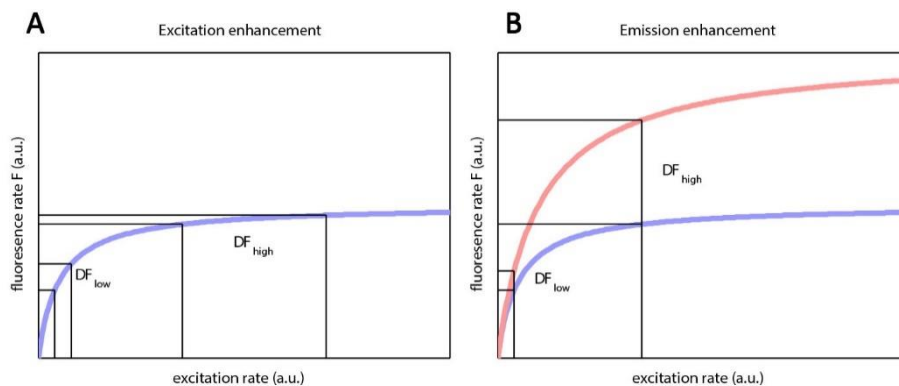 A
Excitation enhancement
fluoresence rate F (a.u.)
DF low
DF high
excitation rate (a.u.)
B
Emission enhancement
fluoresence rate F (a.u.)
DF high
DF low
excitation rate (a.u.)